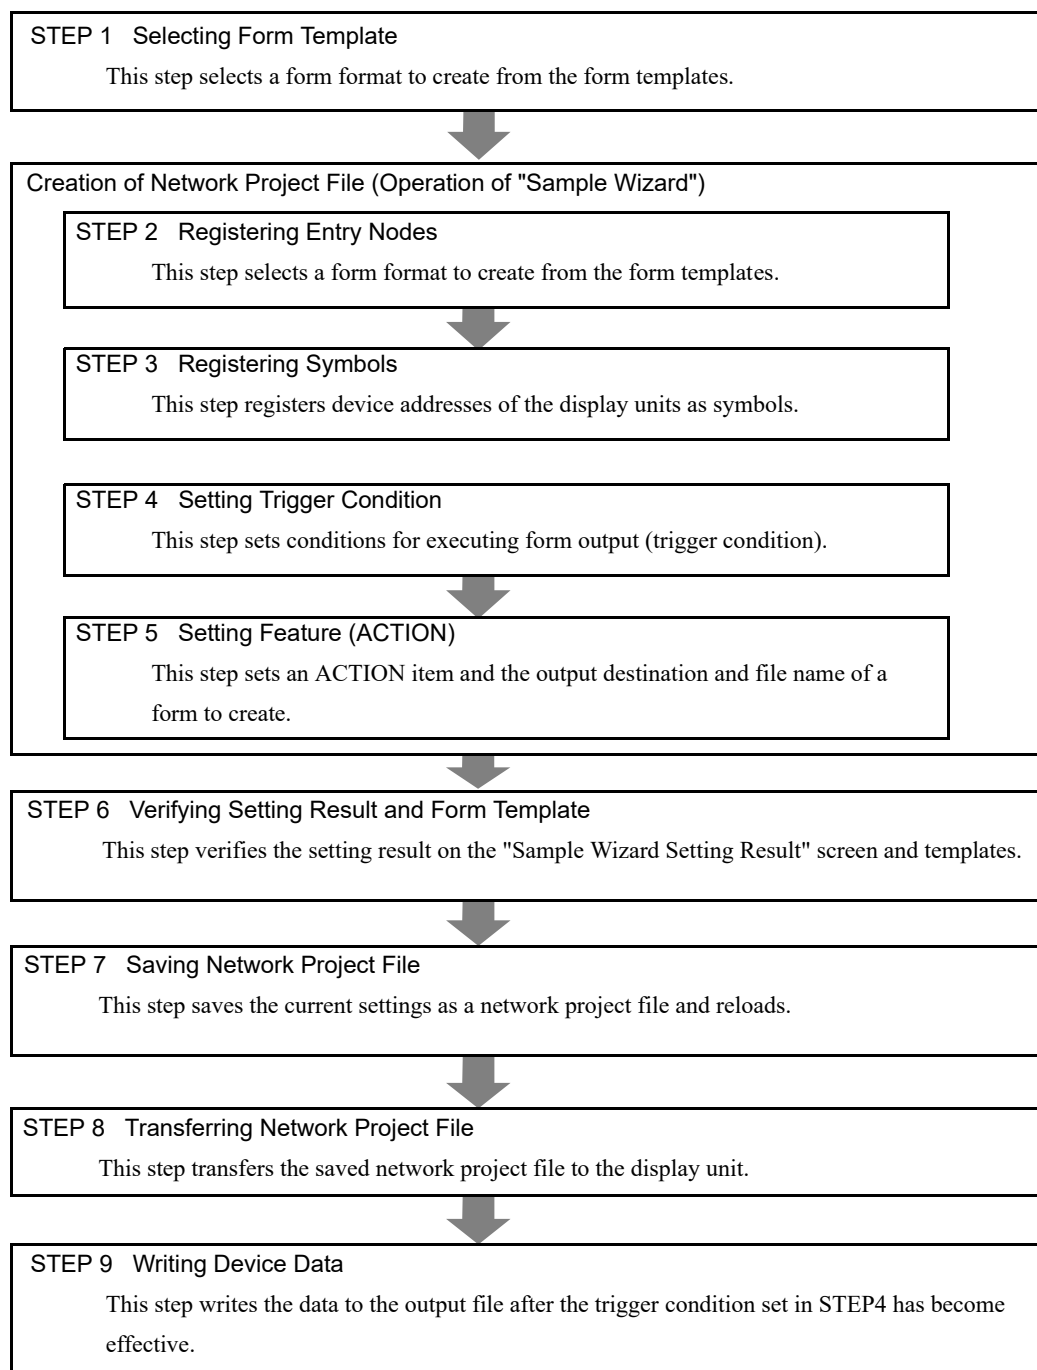 STEP 1 Selecting Form Template
This step selects a form format to create from the form templates.
Creation of Network Project File (Operation of "Sample Wizard")
STEP 2 Registering Entry Nodes
This step selects a form format to create from the form templates.
STEP 3 Registering Symbols
This step registers device addresses of the display units as symbols.
STEP 4 Setting Trigger Condition
This step sets conditions for executing form output (trigger condition).
STEP 5 Setting Feature (ACTION)
This step sets an ACTION item and the output destination and file name of a
form to create.
STEP 6 Verifying Setting Result and Form Template
This step verifies the setting result on the "Sample Wizard Setting Result" screen and templates.
STEP 7 Saving Network Project File
This step saves the current settings as a network project file and reloads.
STEP 8 Transferring Network Project File
This step transfers the saved network project file to the display unit.
STEP 9 Writing Device Data
This step writes the data to the output file after the trigger condition set in STEP4 has become
effective.